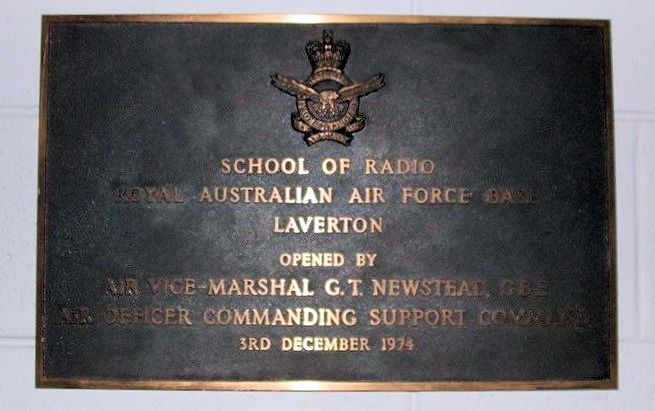 SCHOOL OF RADIO
ROYAL AUSTRALIAN AIR FORCE BASE
LAVERTON
OPENED BY
AIR VICE-MARSHAL G.T. NEWSTEAD, CBE
AIR OFFICER COMMANDING SUPPORT COMMAND
3RD DECEMBER 1974